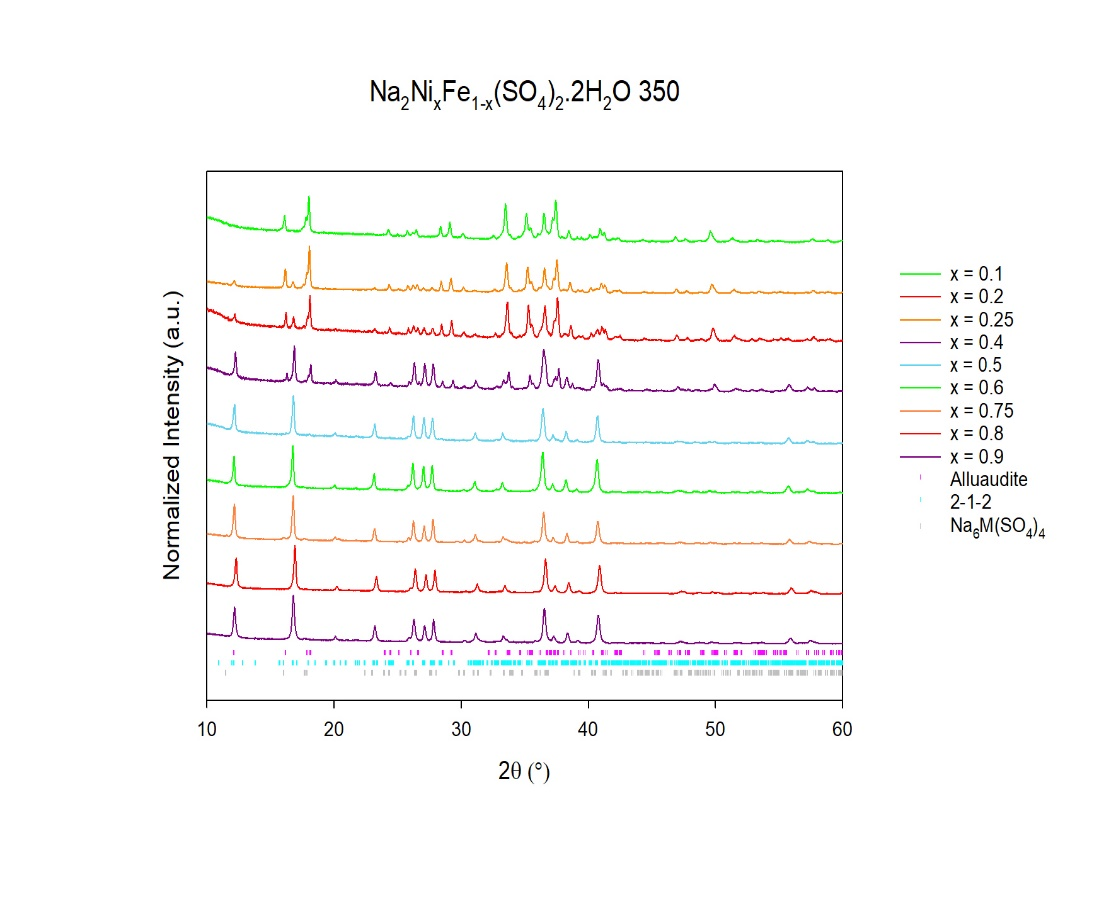 Na₂NiₓFe₁₋ₓ(SO₄)₂.2H₂O 350
Normalized Intensity (a.u.)
x = 0.1
x = 0.2
x = 0.25
x = 0.4
x = 0.5
x = 0.6
x = 0.75
x = 0.8
x = 0.9
Alluaudite
2-1-2
Na₆M(SO₄)₄
10 20 30 40 50 60
2θ (°)